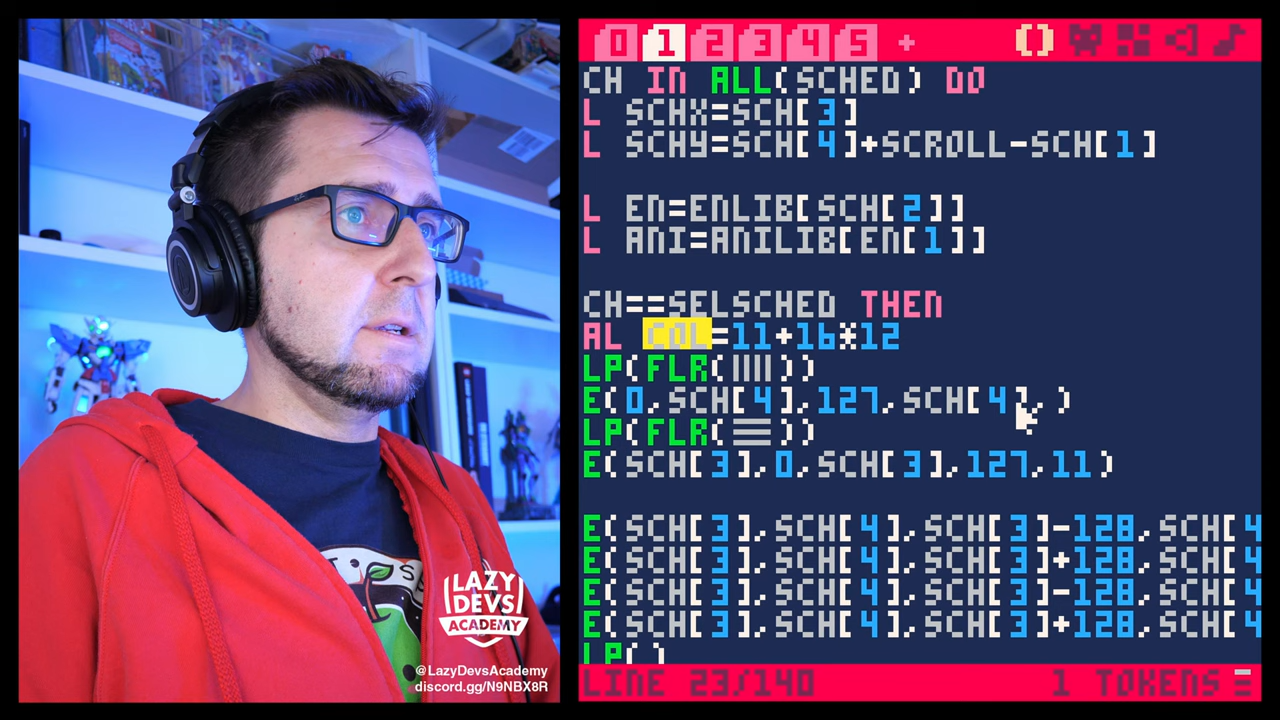 0 1 2 3 4 5 +
CH IN ALL(SCHED) DO
L SCHX=SCH[3]
L SCHY=SCH[4]+SCROLL-SCH[1]
L EN=ENLIB[SCH[2]]
L ANI=ANILIB[EN[1]]
CH==SELSCHED THEN
AL COL=11+16*12
LP(FLR(▥))
E(0,SCH[4],127,SCH[4], )
LP(FLR(▤))
E(SCH[3],0,SCH[3],127,11)
E(SCH[3],SCH[4],SCH[3]-128,SCH[4
E(SCH[3],SCH[4],SCH[3]+128,SCH[4
E(SCH[3],SCH[4],SCH[3]-128,SCH[4
E(SCH[3],SCH[4],SCH[3]+128,SCH[4
LP()
LINE 23/140 1 TOKENS
LAZY
DEVS
ACADEMY
@LazyDevsAcademy
discord.gg/N9NBX8R